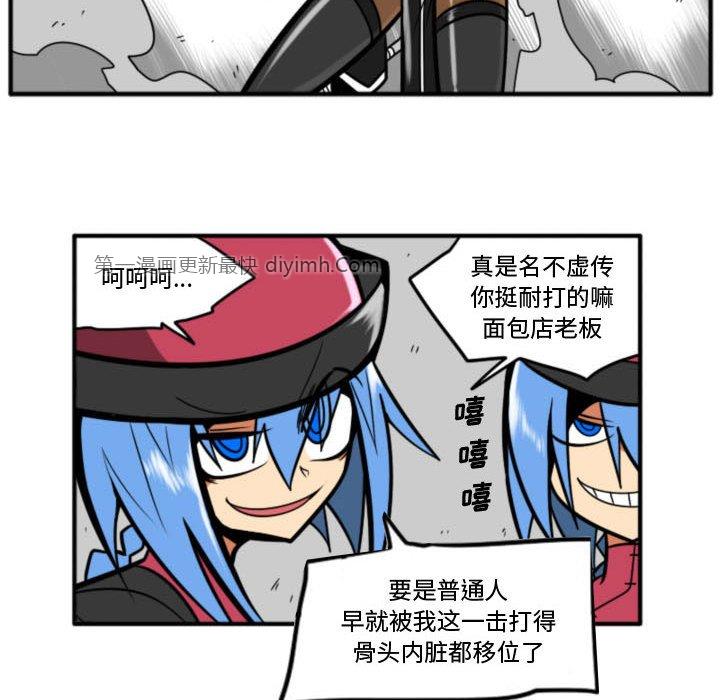 第一漫画更新最快 diyimh.Com
呵呵呵...
真是名不虚传
你挺耐打的嘛
面包店老板
嘻
嘻
嘻
要是普通人
早就被我这一击打得
骨头内脏都移位了